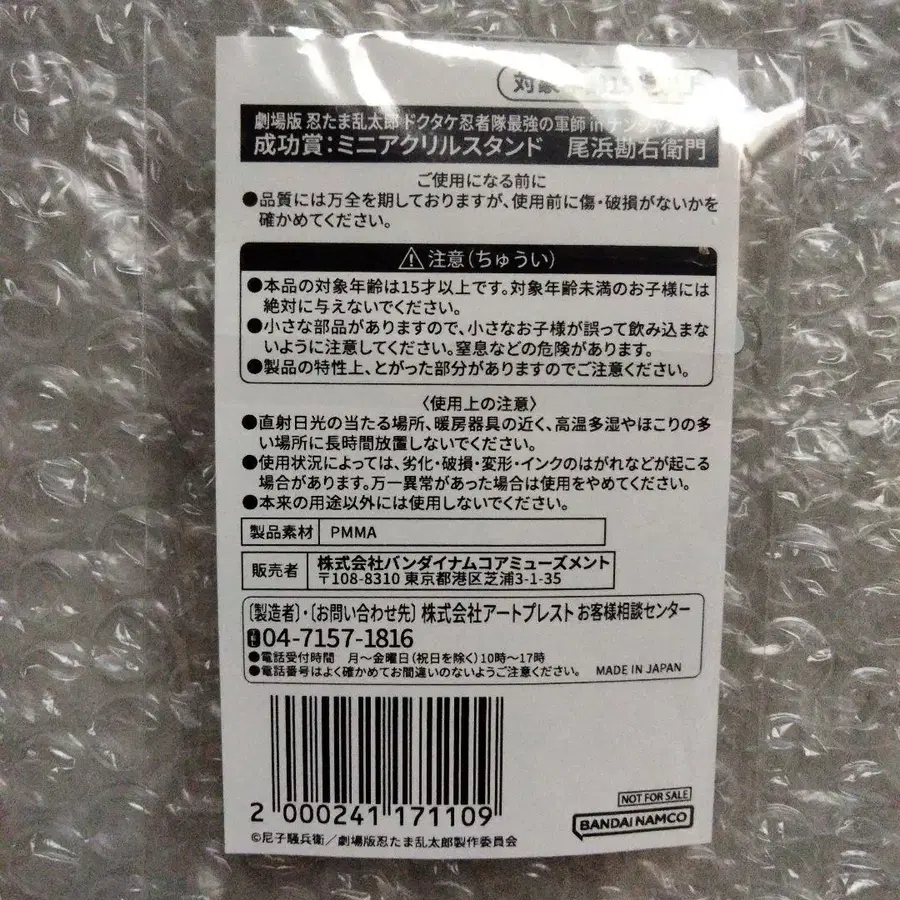 対象 15 以上
劇場版 忍たま乱太郎 ドクタケ忍者隊最強の軍師 in ナンジャタウン
成功賞：ミニアクリルスタンド 尾浜勘右衛門
ご使用になる前に
●品質には万全を期しておりますが、使用前に傷・破損がないかを
確かめてください。
⚠注意（ちゅうい）
●本品の対象年齢は15才以上です。対象年齢未満のお子様には
絶対に与えないでください。
●小さな部品がありますので、小さなお子様が誤って飲み込まな
いように注意してください。窒息などの危険があります。
●製品の特性上、とがった部分がありますのでご注意ください。
〈使用上の注意〉
●直射日光の当たる場所、暖房器具の近く、高温多湿やほこりの多
い場所に長時間放置しないでください。
●使用状況によっては、劣化・破損・変形・インクのはがれなどが起こる
場合があります。万一異常があった場合は使用をやめてください。
●本来の用途以外には使用しないでください。
製品素材 PMMA
販売者 株式会社バンダイナムコアミューズメント
〒108-8310 東京都港区芝浦3-1-35
〔製造者〕・〔お問い合わせ先〕株式会社アートプレスト お客様相談センター
04-7157-1816
●電話受付時間 月～金曜日（祝日を除く）10時～17時
●電話番号はよく確かめてお間違いのないようご注意ください。 MADE IN JAPAN
2 000241 171109
NOT FOR SALE
BANDAI NAMCO
©尼子騒兵衛／劇場版忍たま乱太郎製作委員会